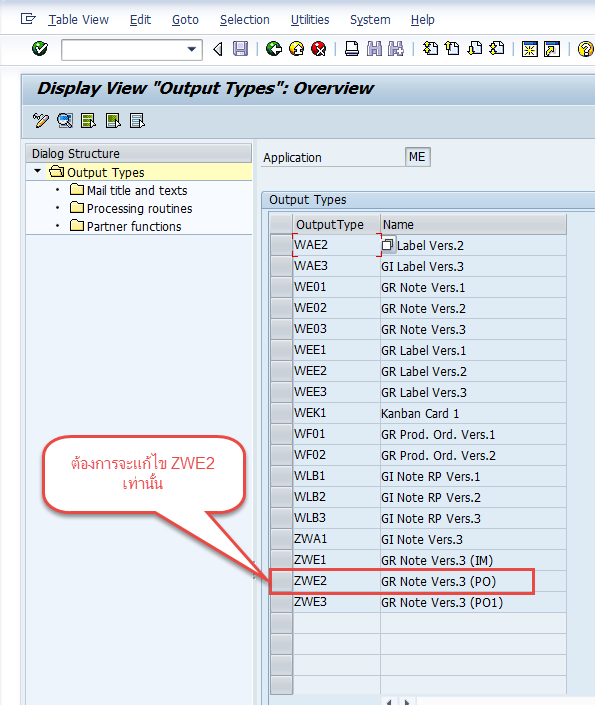 Table View Edit Goto Selection Utilities System Help
Display View "Output Types": Overview
Dialog Structure
Output Types
Mail title and texts
Processing routines
Partner functions
Application ME
Output Types
OutputType Name
WAE2 Label Vers.2
WAE3 GI Label Vers.3
WE01 GR Note Vers.1
WE02 GR Note Vers.2
WE03 GR Note Vers.3
WEE1 GR Label Vers.1
WEE2 GR Label Vers.2
WEE3 GR Label Vers.3
WEK1 Kanban Card 1
WF01 GR Prod. Ord. Vers.1
WF02 GR Prod. Ord. Vers.2
WLB1 GI Note RP Vers.1
WLB2 GI Note RP Vers.2
WLB3 GI Note RP Vers.3
ZWA1 GI Note Vers.3
ZWE1 GR Note Vers.3 (IM)
ZWE2 GR Note Vers.3 (PO)
ZWE3 GR Note Vers.3 (PO1)
ต้องการจะแก้ไข ZWE2
เท่านั้น